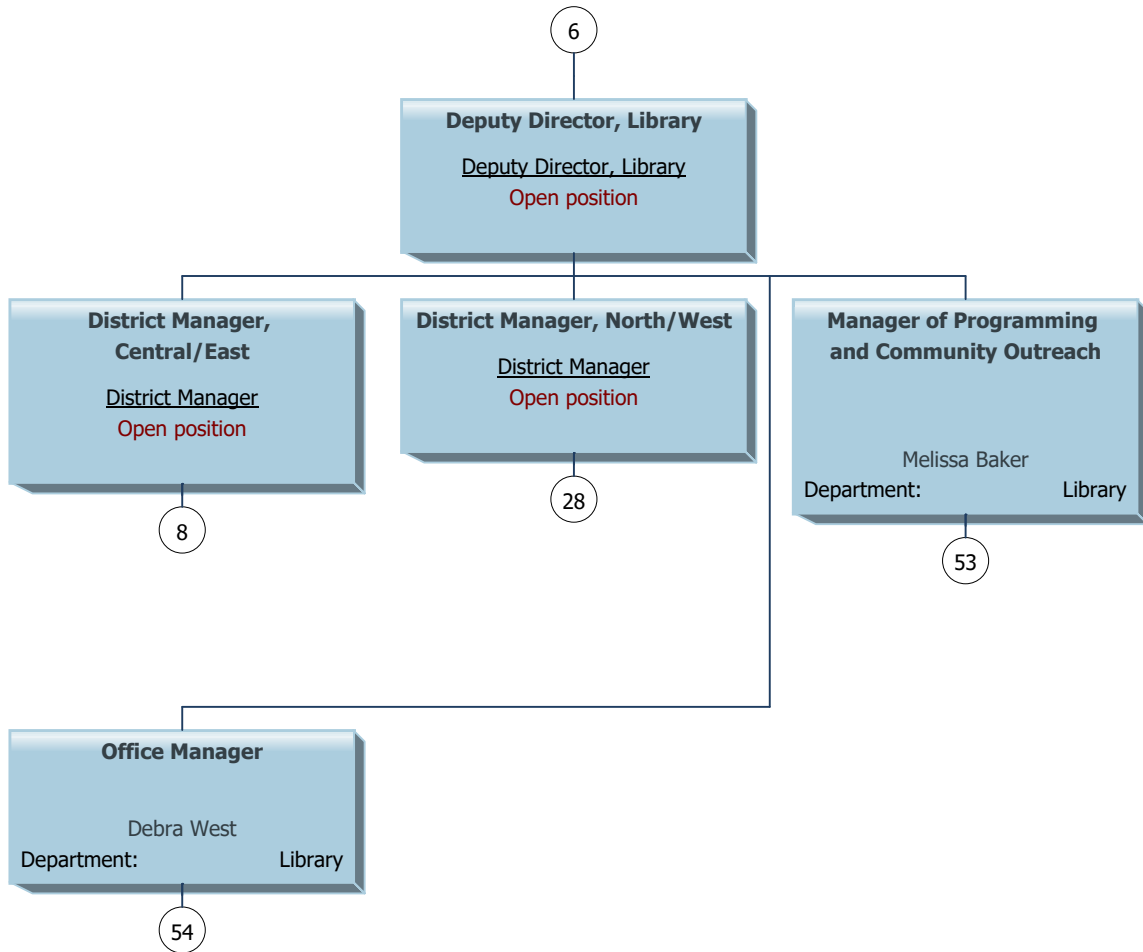 6
Deputy Director, Library
Deputy Director, Library
Open position
District Manager,
Central/East
District Manager
Open position
8
District Manager, North/West
District Manager
Open position
28
Manager of Programming
and Community Outreach
Melissa Baker
Department: Library
53
Office Manager
Debra West
Department: Library
54